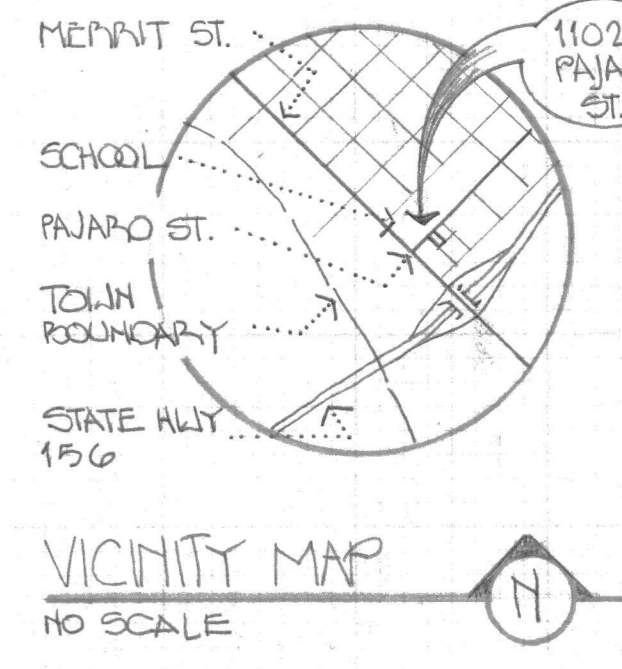 MERRIT ST.
1102
PAJA
ST.
SCHOOL
PAJARO ST.
TOWN
BOUNDARY
STATE HWY
156
VICINITY MAP
N
NO SCALE